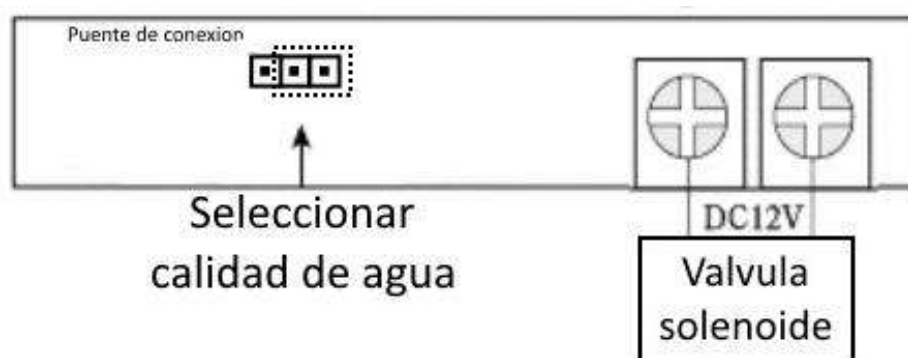 Puente de conexion
Seleccionar
calidad de agua
DC12V
Valvula
solenoide